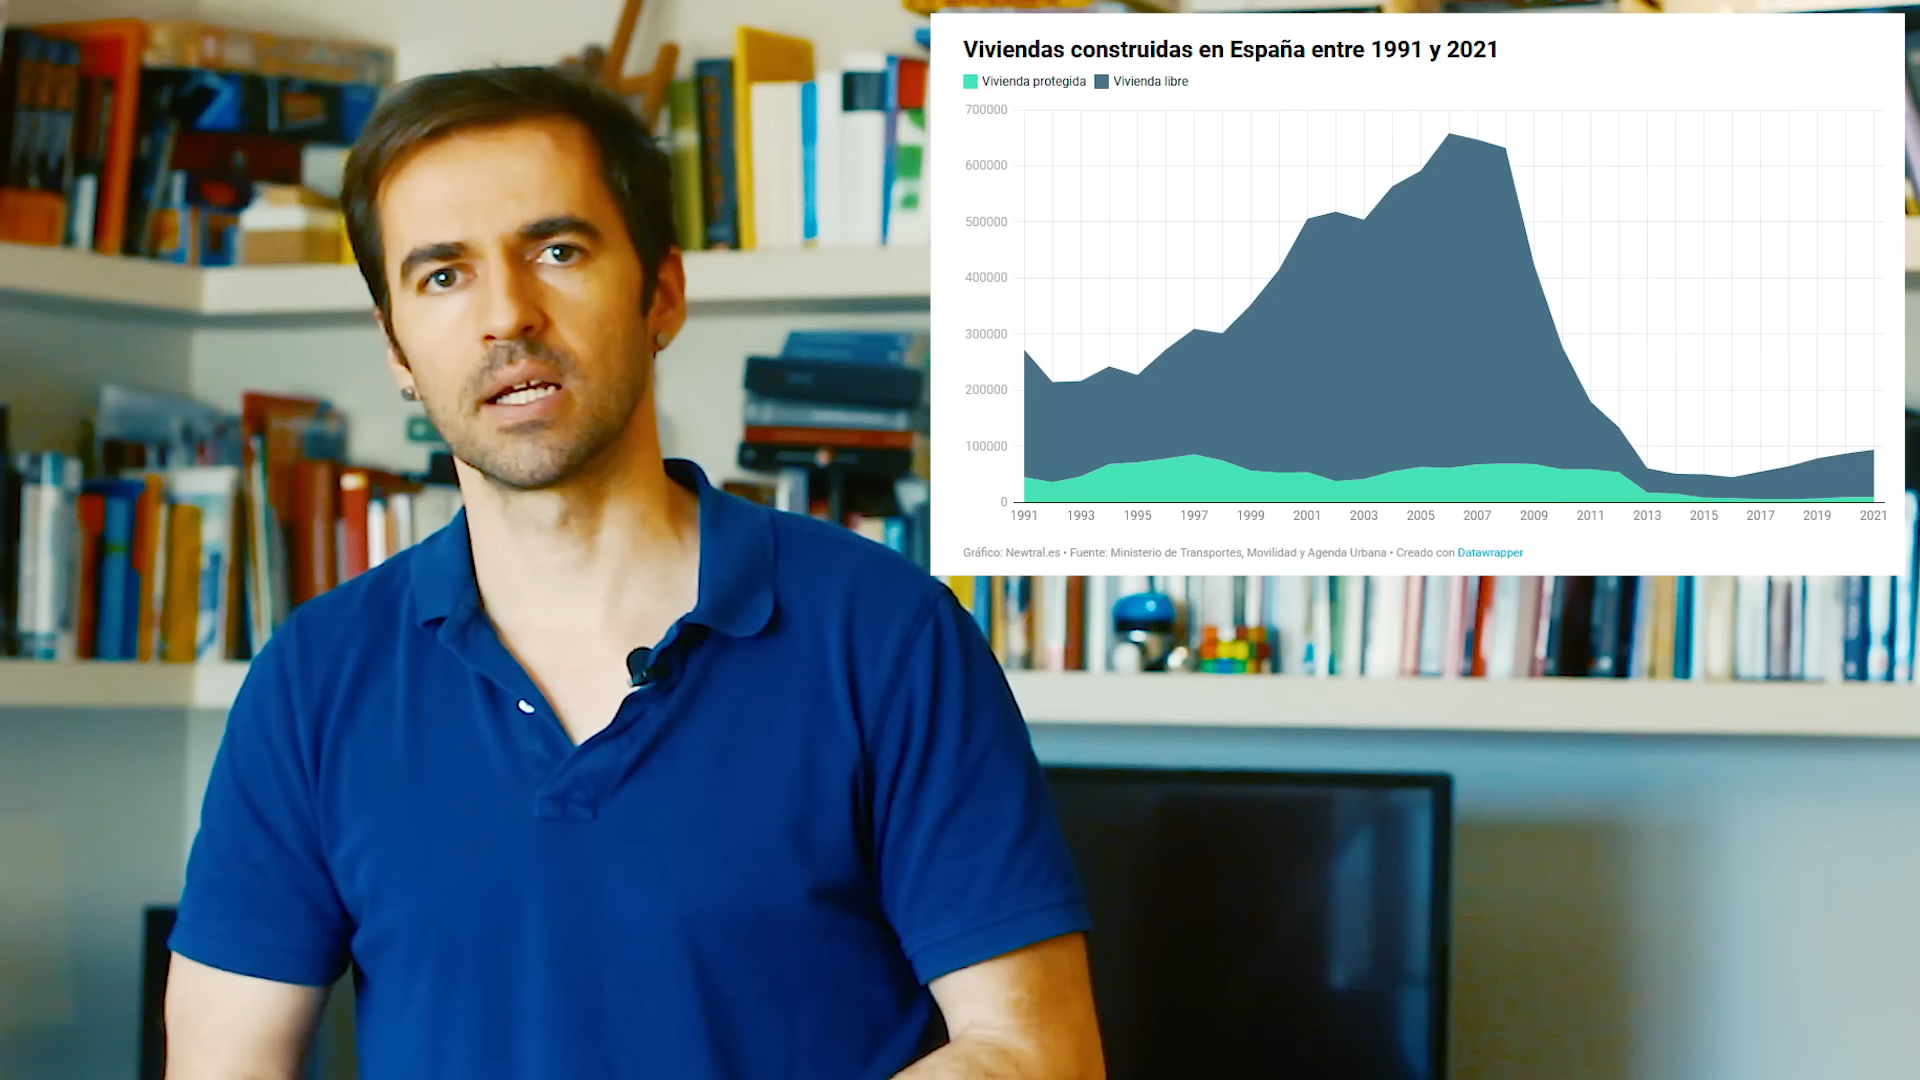 Viviendas construidas en España entre 1991 y 2021
Vivienda protegida Vivienda libre
700000
600000
500000
400000
300000
200000
100000
0
1991 1993 1995 1997 1999 2001 2003 2005 2007 2009 2011 2013 2015 2017 2019 2021
Gráfico: Newtral.es • Fuente: Ministerio de Transportes, Movilidad y Agenda Urbana • Creado con Datawrapper